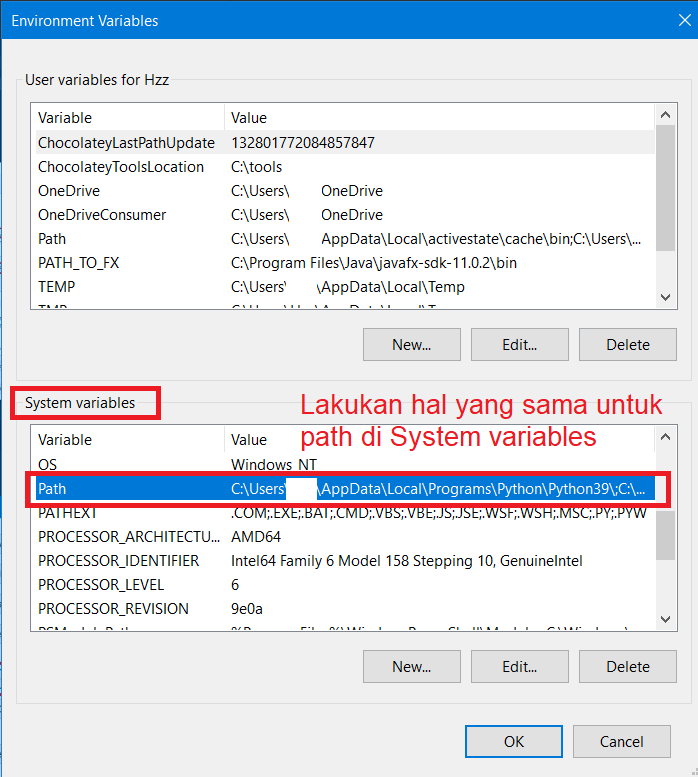 Environment Variables
User variables for Hzz
Variable Value
ChocolateyLastPathUpdate 132801772084857847
ChocolateyToolsLocation C:\tools
OneDrive C:\Users\ OneDrive
OneDriveConsumer C:\Users\ OneDrive
Path C:\Users\ AppData\Local\activestate\cache\bin;C:\Users\...
PATH_TO_FX C:\Program Files\Java\javafx-sdk-11.0.2\bin
TEMP C:\Users\ \AppData\Local\Temp
New... Edit... Delete
System variables
Lakukan hal yang sama untuk
path di System variables
Variable Value
OS Windows_NT
Path C:\Users\ \AppData\Local\Programs\Python\Python39\;C:\...
PATHEXT .COM;.EXE;.BAT;.CMD;.VBS;.VBE;.JS;.JSE;.WSF;.WSH;.MSC;.PY;.PYW
PROCESSOR_ARCHITECTU... AMD64
PROCESSOR_IDENTIFIER Intel64 Family 6 Model 158 Stepping 10, GenuineIntel
PROCESSOR_LEVEL 6
PROCESSOR_REVISION 9e0a
New... Edit... Delete
OK Cancel